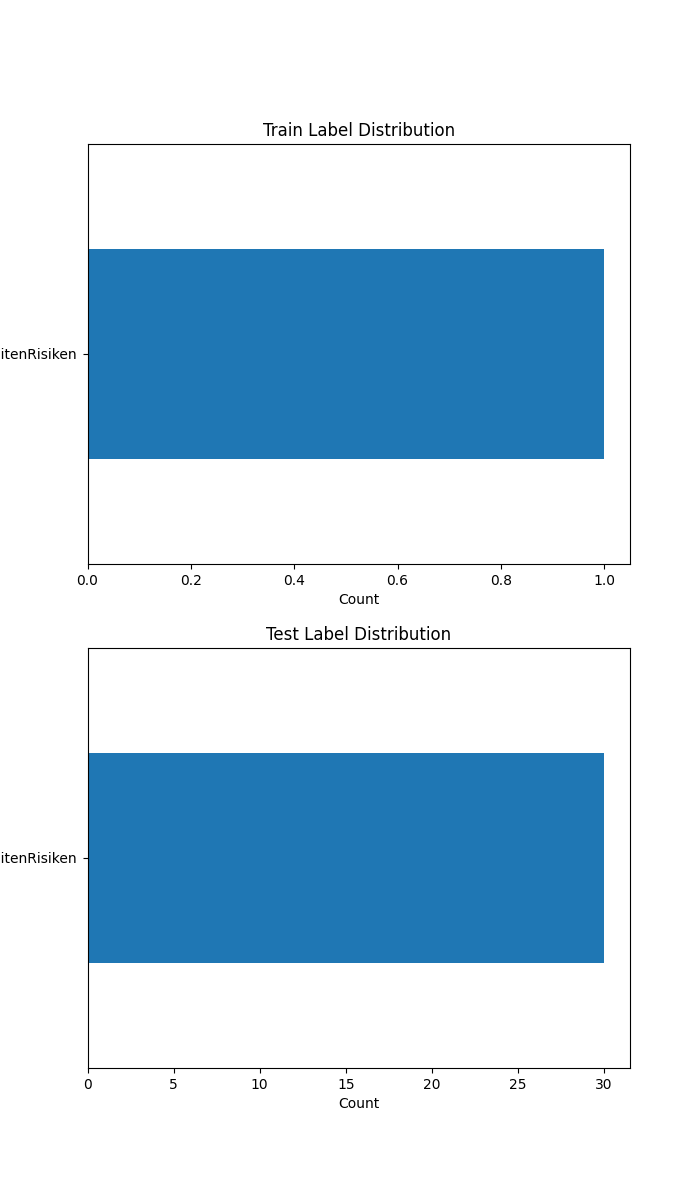 Train Label Distribution
itenRisiken
0.0 0.2 0.4 0.6 0.8 1.0
Count
Test Label Distribution
itenRisiken
0 5 10 15 20 25 30
Count